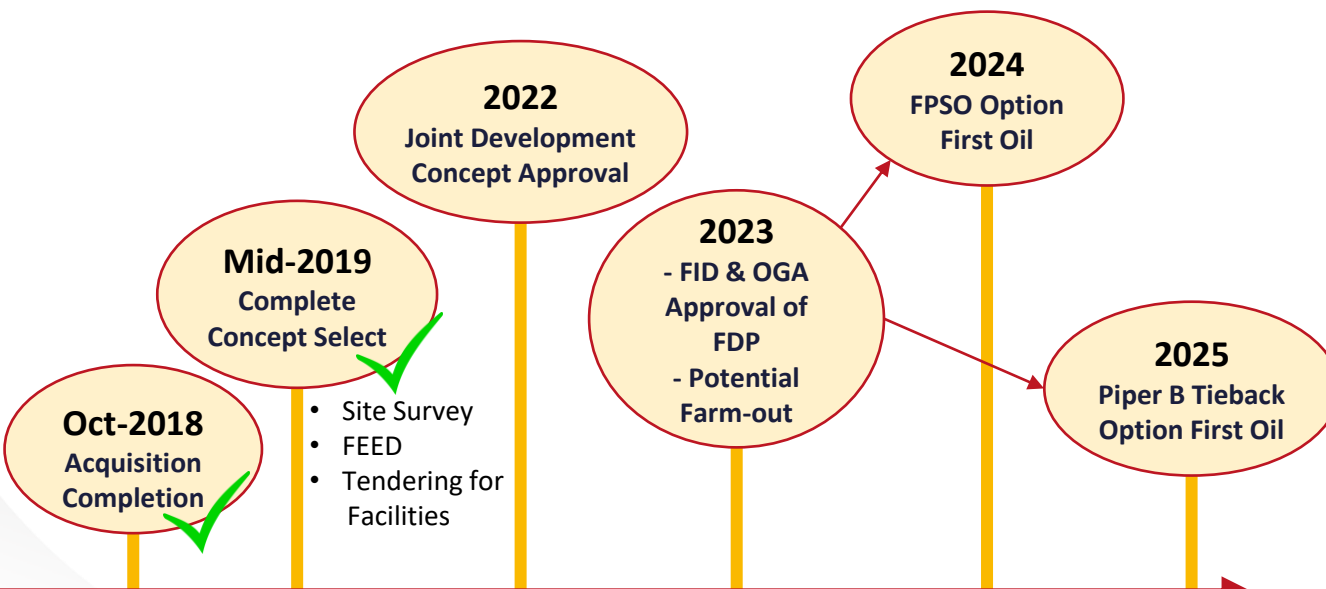 Oct-2018
Acquisition
Completion
Mid-2019
Complete
Concept Select
• Site Survey
• FEED
• Tendering for
Facilities
2022
Joint Development
Concept Approval
2023
- FID & OGA
Approval of
FDP
- Potential
Farm-out
2024
FPSO Option
First Oil
2025
Piper B Tieback
Option First Oil